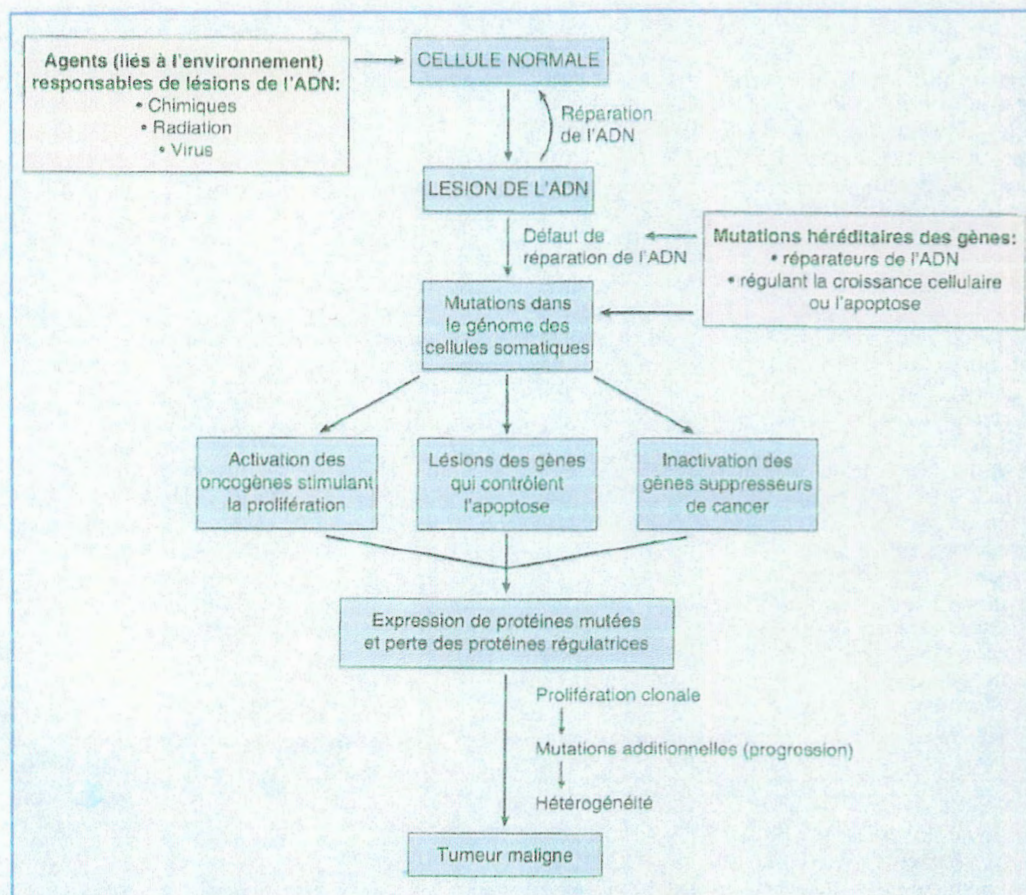 Agents (liés à l'environnement)
responsables de lésions de l'ADN:
• Chimiques
• Radiation
• Virus
CELLULE NORMALE
Réparation
de l'ADN
LESION DE L'ADN
Défaut de
réparation de l'ADN
Mutations héréditaires des gènes:
• réparateurs de l'ADN
• régulant la croissance cellulaire
ou l'apoptose
Mutations dans
le génome des
cellules somatiques
Activation des
oncogènes stimulant
la prolifération
Lésions des gènes
qui contrôlent
l'apoptose
Inactivation des
gènes suppresseurs
de cancer
Expression de protéines mutées
et perte des protéines régulatrices
Prolifération clonale
Mutations additionnelles (progression)
Hétérogénéité
Tumeur maligne